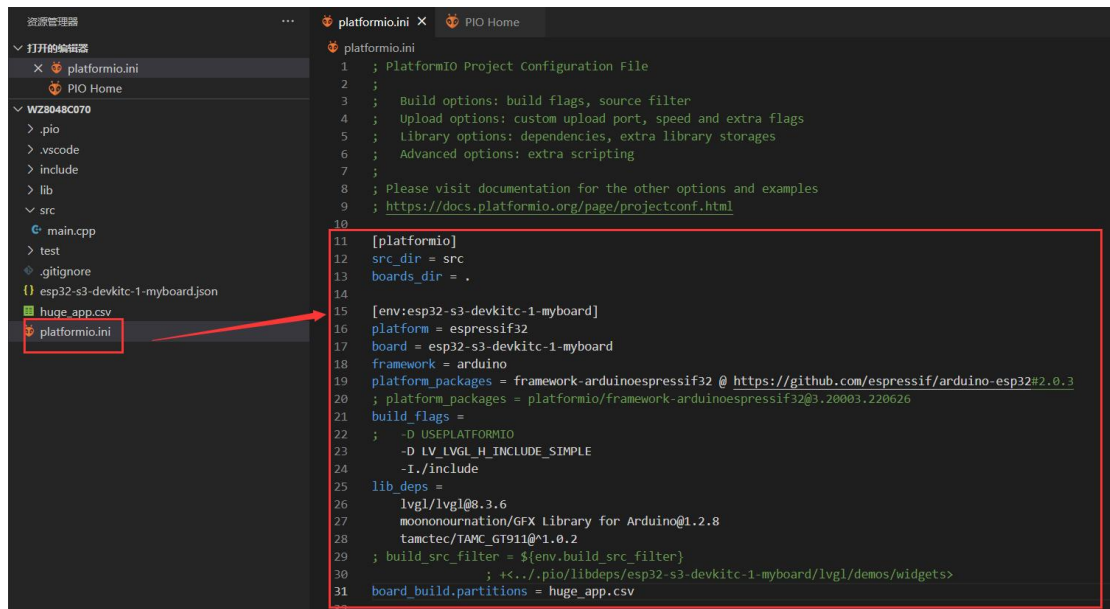 资源管理器
打开的编辑器
platformio.ini
PIO Home
WZ8048C070
.pio
.vscode
include
lib
src
main.cpp
test
.gitignore
esp32-s3-devkitc-1-myboard.json
huge_app.csv
platformio.ini
platformio.ini
PIO Home
platformio.ini
1 ; PlatformIO Project Configuration File
2 ;
3 ;   Build options: build flags, source filter
4 ;   Upload options: custom upload port, speed and extra flags
5 ;   Library options: dependencies, extra library storages
6 ;   Advanced options: extra scripting
7 ;
8 ; Please visit documentation for the other options and examples
9 ; https://docs.platformio.org/page/projectconf.html
10
11 [platformio]
12 src_dir = src
13 boards_dir = .
14
15 [env:esp32-s3-devkitc-1-myboard]
16 platform = espressif32
17 board = esp32-s3-devkitc-1-myboard
18 framework = arduino
19 platform_packages = framework-arduinoespressif32 @ https://github.com/espressif/arduino-esp32#2.0.3
20 ; platform_packages = platformio/framework-arduinoespressif32@3.20003.220626
21 build_flags =
22 ;   -D USEPLATFORMIO
23     -D LV_LVGL_H_INCLUDE_SIMPLE
24     -I./include
25 lib_deps =
26     lvgl/lvgl@8.3.6
27     moononournation/GFX Library for Arduino@1.2.8
28     tamctec/TAMC_GT911@^1.0.2
29 ; build_src_filter = ${env.build_src_filter}
30                 ; +<../.pio/libdeps/esp32-s3-devkitc-1-myboard/lvgl/demos/widgets>
31 board_build.partitions = huge_app.csv